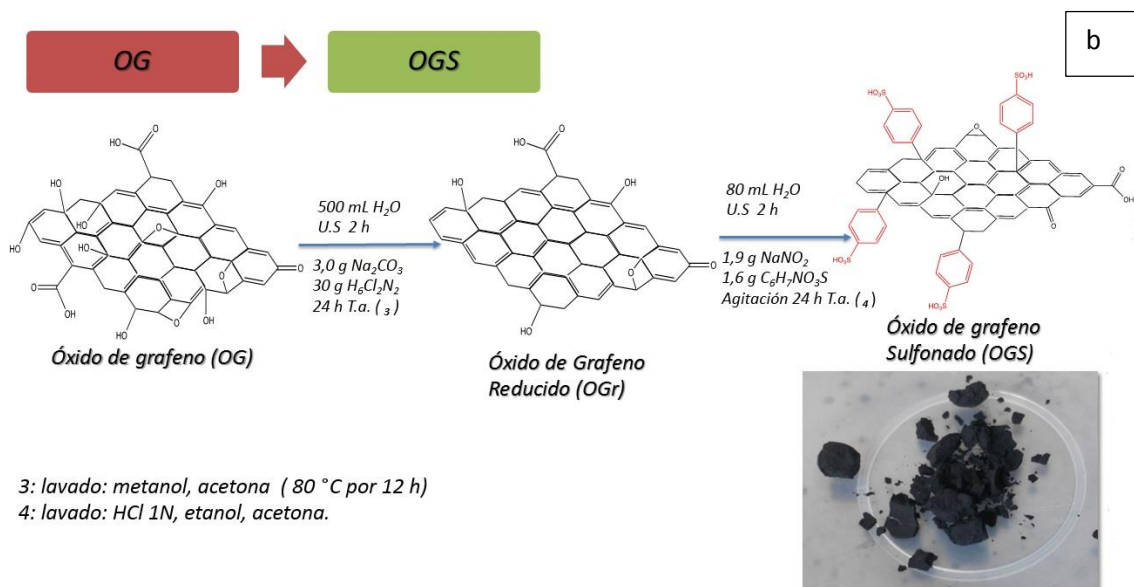 b
OG
OGS
O
HO
OH
HO
HO
HO
O
HO
O
O
O
O
HO
OH
OH
O
Óxido de grafeno (OG)
500 mL H₂O
U.S 2 h
3,0 g Na₂CO₃
30 g H₆Cl₂N₂
24 h T.a. ( ₃ )
O
HO
HO
OH
O
O
HO
Óxido de Grafeno
Reducido (OGr)
80 mL H₂O
U.S 2 h
1,9 g NaNO₂
1,6 g C₆H₇NO₃S
Agitación 24 h T.a. ( ₄ )
SO₃H
HO₃S
SO₃H
O
OH
O
OH
O
HO₃S
HO₃S
Óxido de grafeno
Sulfonado (OGS)
3: lavado: metanol, acetona ( 80 °C por 12 h)
4: lavado: HCl 1N, etanol, acetona.